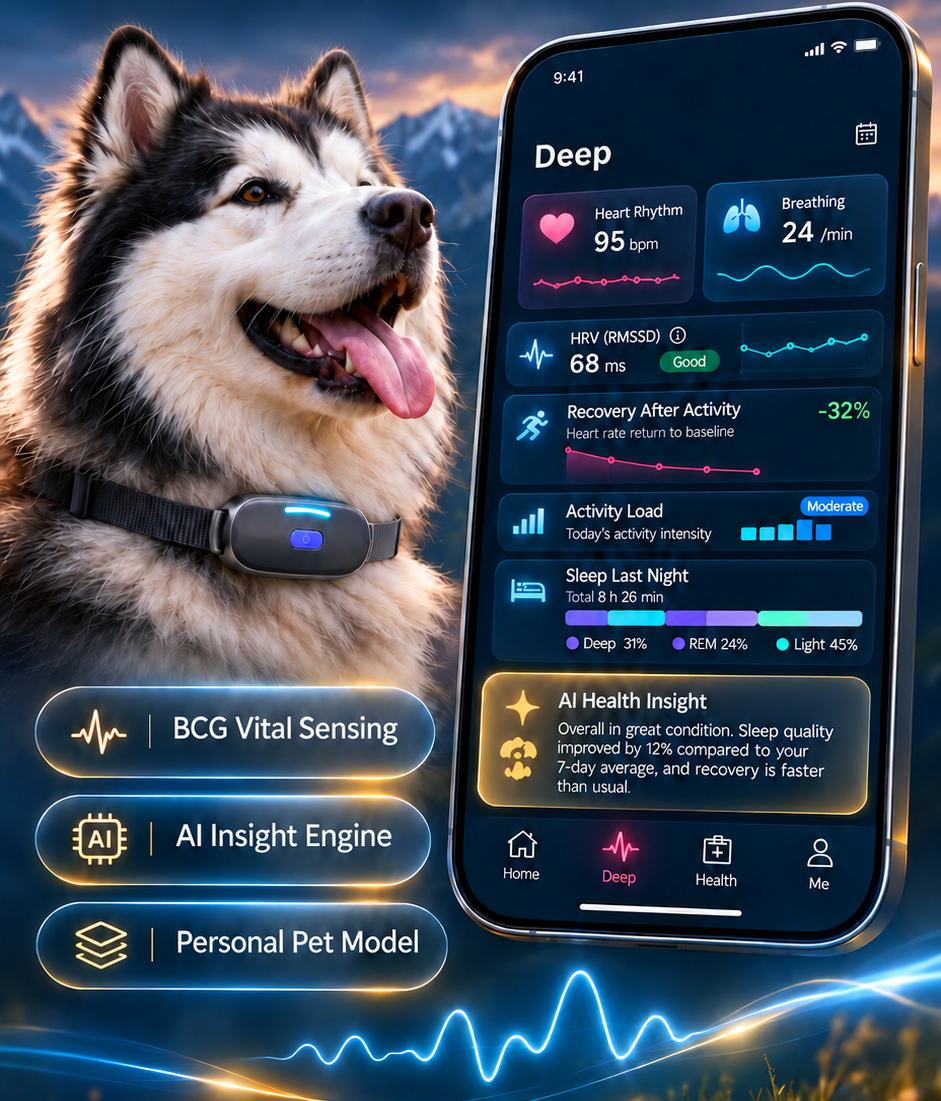 9:41
Deep
Heart Rhythm
95 bpm
Breathing
24 /min
HRV (RMSSD)
68 ms
Good
Recovery After Activity
-32%
Heart rate return to baseline
Activity Load
Moderate
Today's activity intensity
Sleep Last Night
Total 8 h 26 min
Deep 31%
REM 24%
Light 45%
AI Health Insight
Overall in great condition. Sleep quality
improved by 12% compared to your
7-day average, and recovery is faster
than usual.
Home
Deep
Health
Me
BCG Vital Sensing
AI
AI Insight Engine
Personal Pet Model